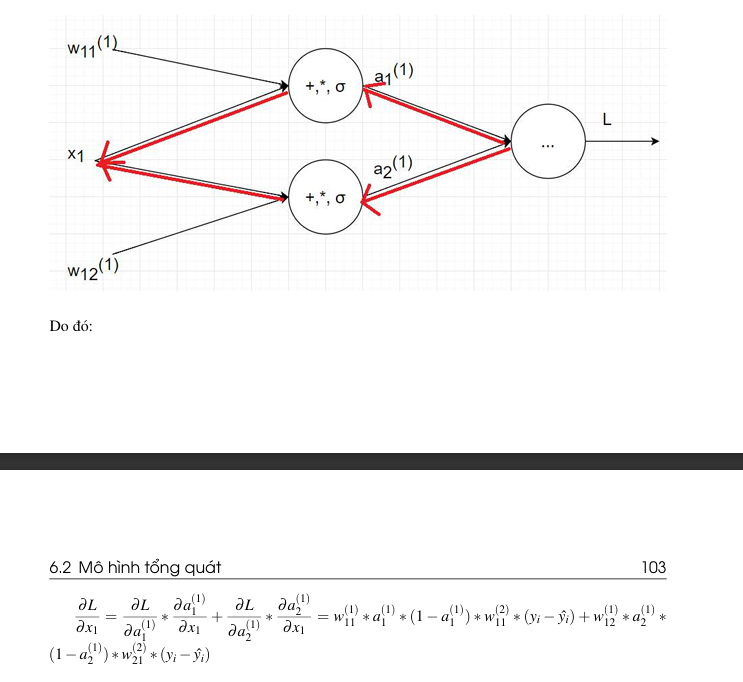 w11(1)
+,*, σ
a1(1)
L
x1
...
a2(1)
+,*, σ
w12(1)
Do đó:
6.2 Mô hình tổng quát 103
∂L/∂x₁ = ∂L/∂a₁⁽¹⁾ * ∂a₁⁽¹⁾/∂x₁ + ∂L/∂a₂⁽¹⁾ * ∂a₂⁽¹⁾/∂x₁ = w₁₁⁽¹⁾ * a₁⁽¹⁾ * (1 − a₁⁽¹⁾) * w₁₁⁽²⁾ * (yᵢ − ŷᵢ) + w₁₂⁽¹⁾ * a₂⁽¹⁾ *
(1 − a₂⁽¹⁾) * w₂₁⁽²⁾ * (yᵢ − ŷᵢ)